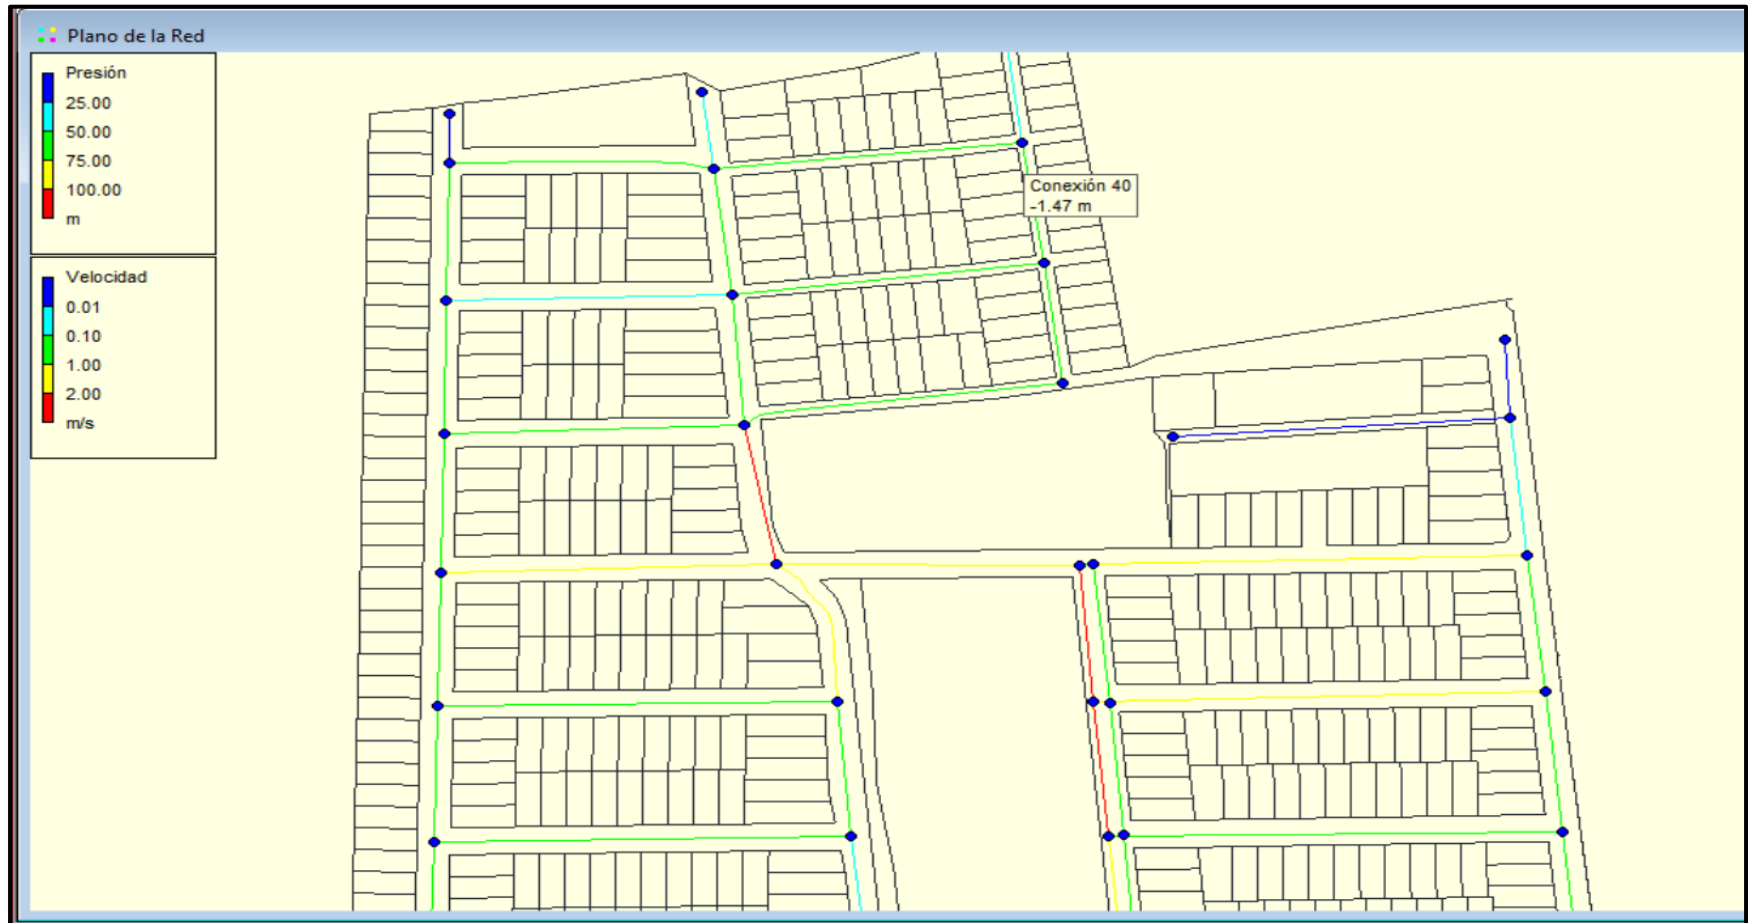 Plano de la Red
Presión
25.00
50.00
75.00
100.00
m
Velocidad
0.01
0.10
1.00
2.00
m/s
Conexión 40
-1.47 m